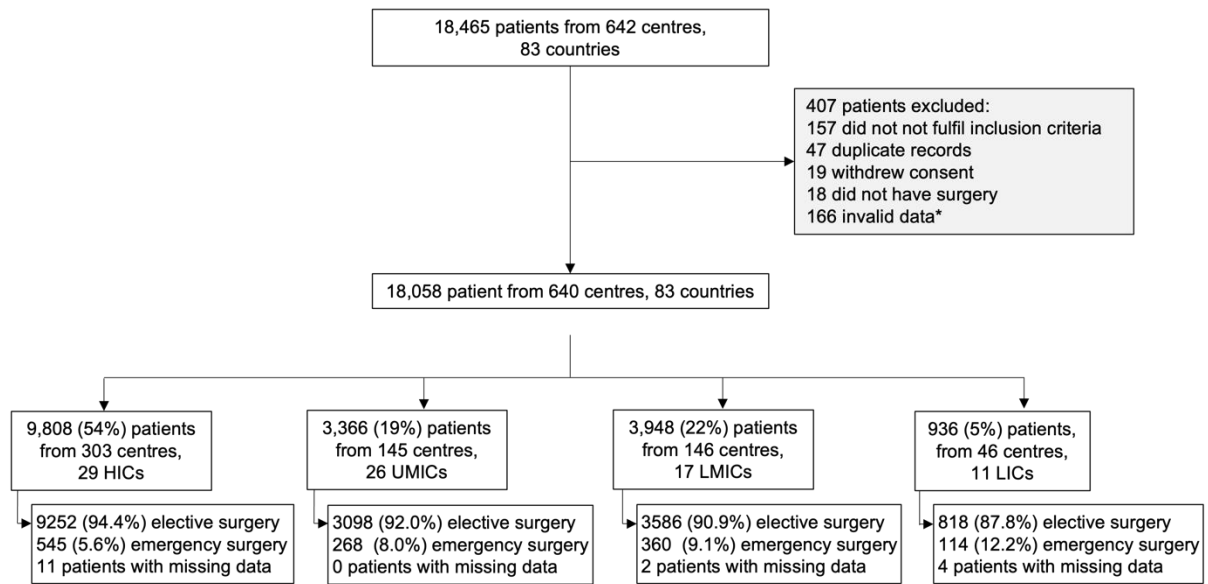 18,465 patients from 642 centres,
83 countries
407 patients excluded:
157 did not not fulfil inclusion criteria
47 duplicate records
19 withdrew consent
18 did not have surgery
166 invalid data*
18,058 patient from 640 centres, 83 countries
9,808 (54%) patients
from 303 centres,
29 HICs
3,366 (19%) patients
from 145 centres,
26 UMICs
3,948 (22%) patients
from 146 centres,
17 LMICs
936 (5%) patients,
from 46 centres,
11 LICs
9252 (94.4%) elective surgery
545 (5.6%) emergency surgery
11 patients with missing data
3098 (92.0%) elective surgery
268 (8.0%) emergency surgery
0 patients with missing data
3586 (90.9%) elective surgery
360 (9.1%) emergency surgery
2 patients with missing data
818 (87.8%) elective surgery
114 (12.2%) emergency surgery
4 patients with missing data